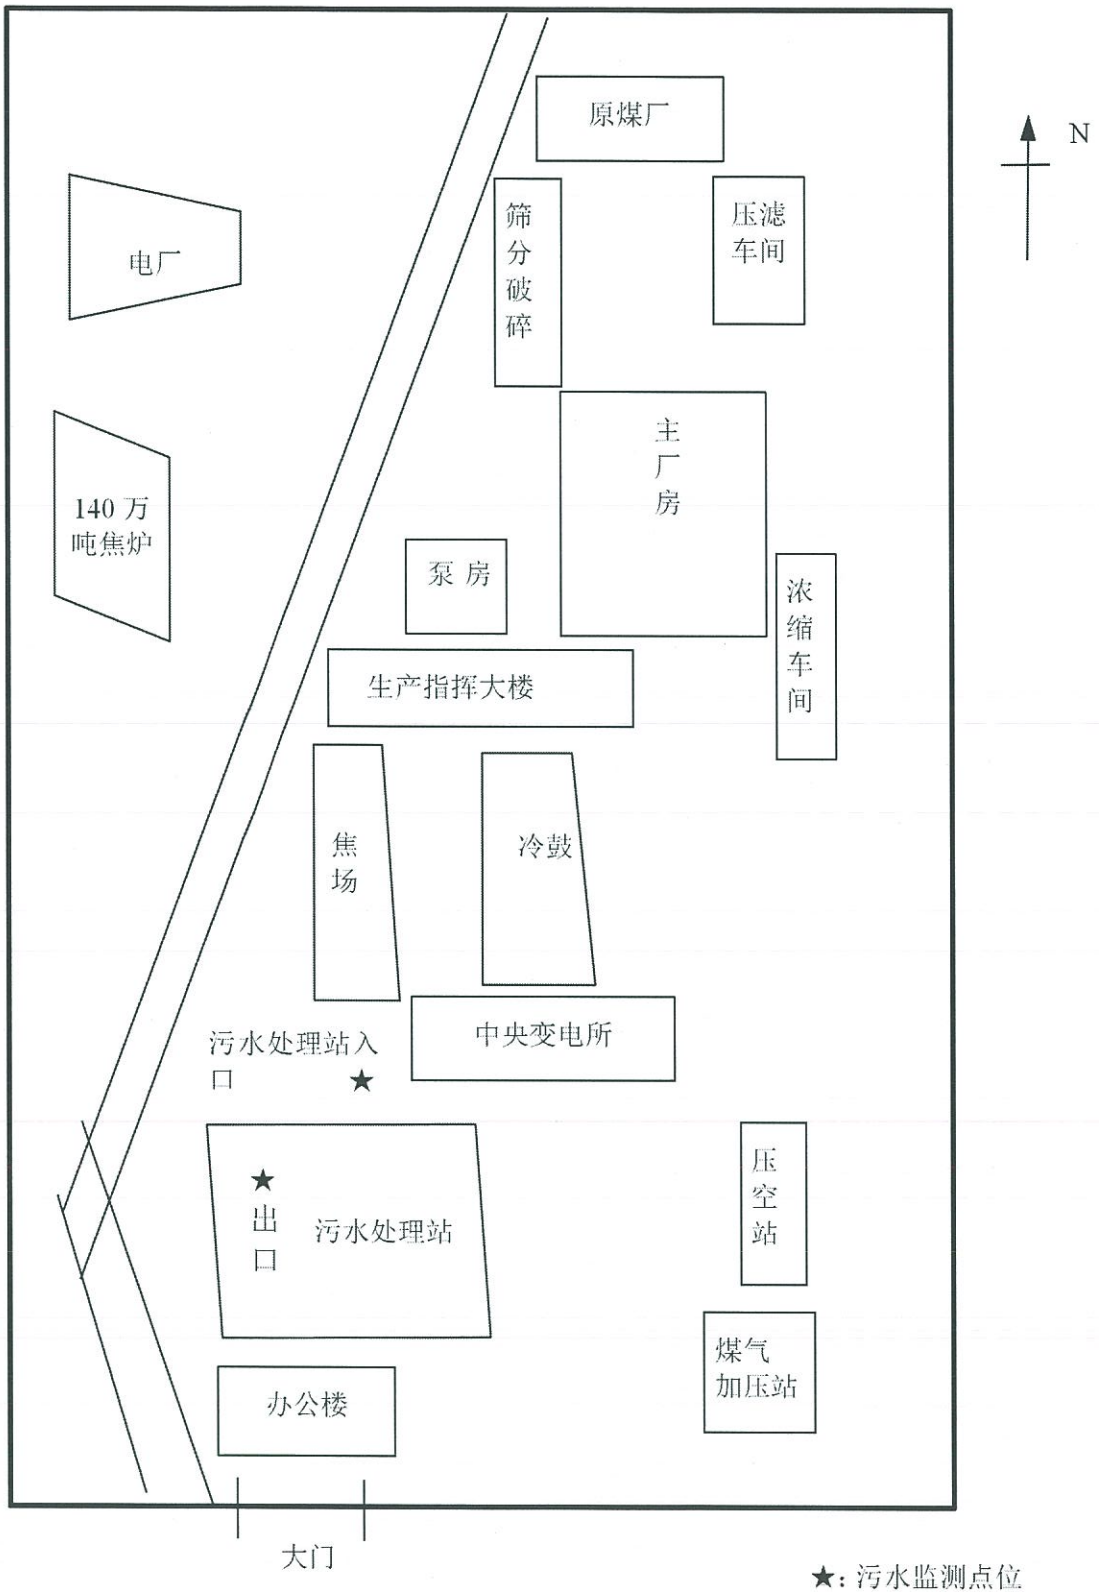 原煤厂
N
筛
分
破
碎
压滤
车间
电厂
主
厂
房
140 万
吨焦炉
泵 房
浓
缩
车
间
生产指挥大楼
焦
场
冷鼓
中央变电所
污水处理站入
口 ★
压
空
站
★
出
口
污水处理站
煤气
加压站
办公楼
大门
★: 污水监测点位